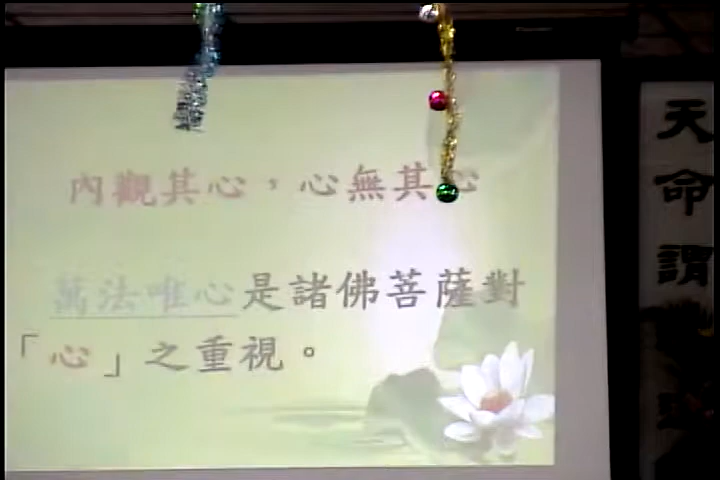 內觀其心，心無其心
萬法唯心是諸佛菩薩對
「心」之重視。
天命謂